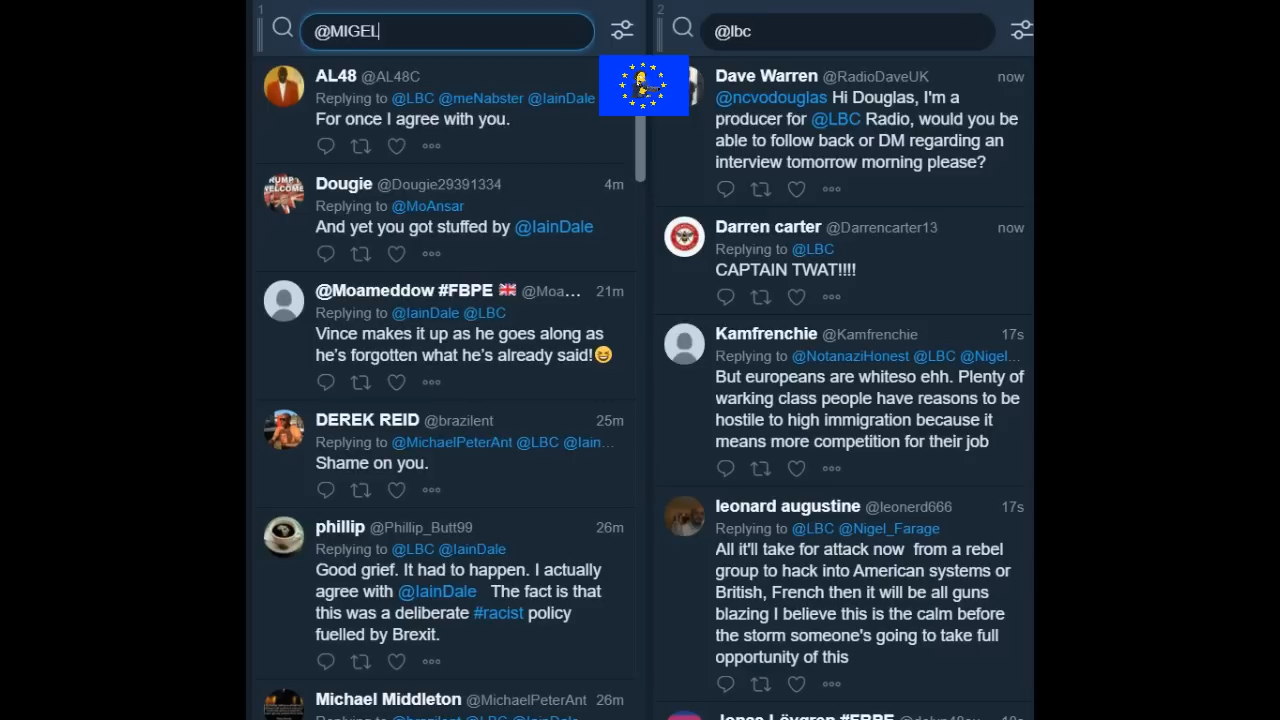 1
@MIGEL
AL48 @AL48C
Replying to @LBC @meNabster @IainDale
For once I agree with you.
Dougie @Dougie29391334 4m
Replying to @MoAnsar
And yet you got stuffed by @IainDale
@Moameddow #FBPE 🇬🇧 @Moa... 21m
Replying to @IainDale @LBC
Vince makes it up as he goes along as
he's forgotten what he's already said!😆
DEREK REID @brazilent 25m
Replying to @MichaelPeterAnt @LBC @Iain...
Shame on you.
phillip @Phillip_Butt99 26m
Replying to @LBC @IainDale
Good grief. It had to happen. I actually
agree with @IainDale The fact is that
this was a deliberate #racist policy
fuelled by Brexit.
Michael Middleton @MichaelPeterAnt 26m
Replying to @brazilent @LBC @IainDale
2
@lbc
Dave Warren @RadioDaveUK now
@ncvodouglas Hi Douglas, I'm a
producer for @LBC Radio, would you be
able to follow back or DM regarding an
interview tomorrow morning please?
Darren carter @Darrencarter13 now
Replying to @LBC
CAPTAIN TWAT!!!!
Kamfrenchie @Kamfrenchie 17s
Replying to @NotanaziHonest @LBC @Nigel...
But europeans are whiteso ehh. Plenty of
warking class people have reasons to be
hostile to high immigration because it
means more competition for their job
leonard augustine @leonerd666 17s
Replying to @LBC @Nigel_Farage
All it'll take for attack now from a rebel
group to hack into American systems or
British, French then it will be all guns
blazing I believe this is the calm before
the storm someone's going to take full
opportunity of this
Jonas Lövgren #FBPE 18s